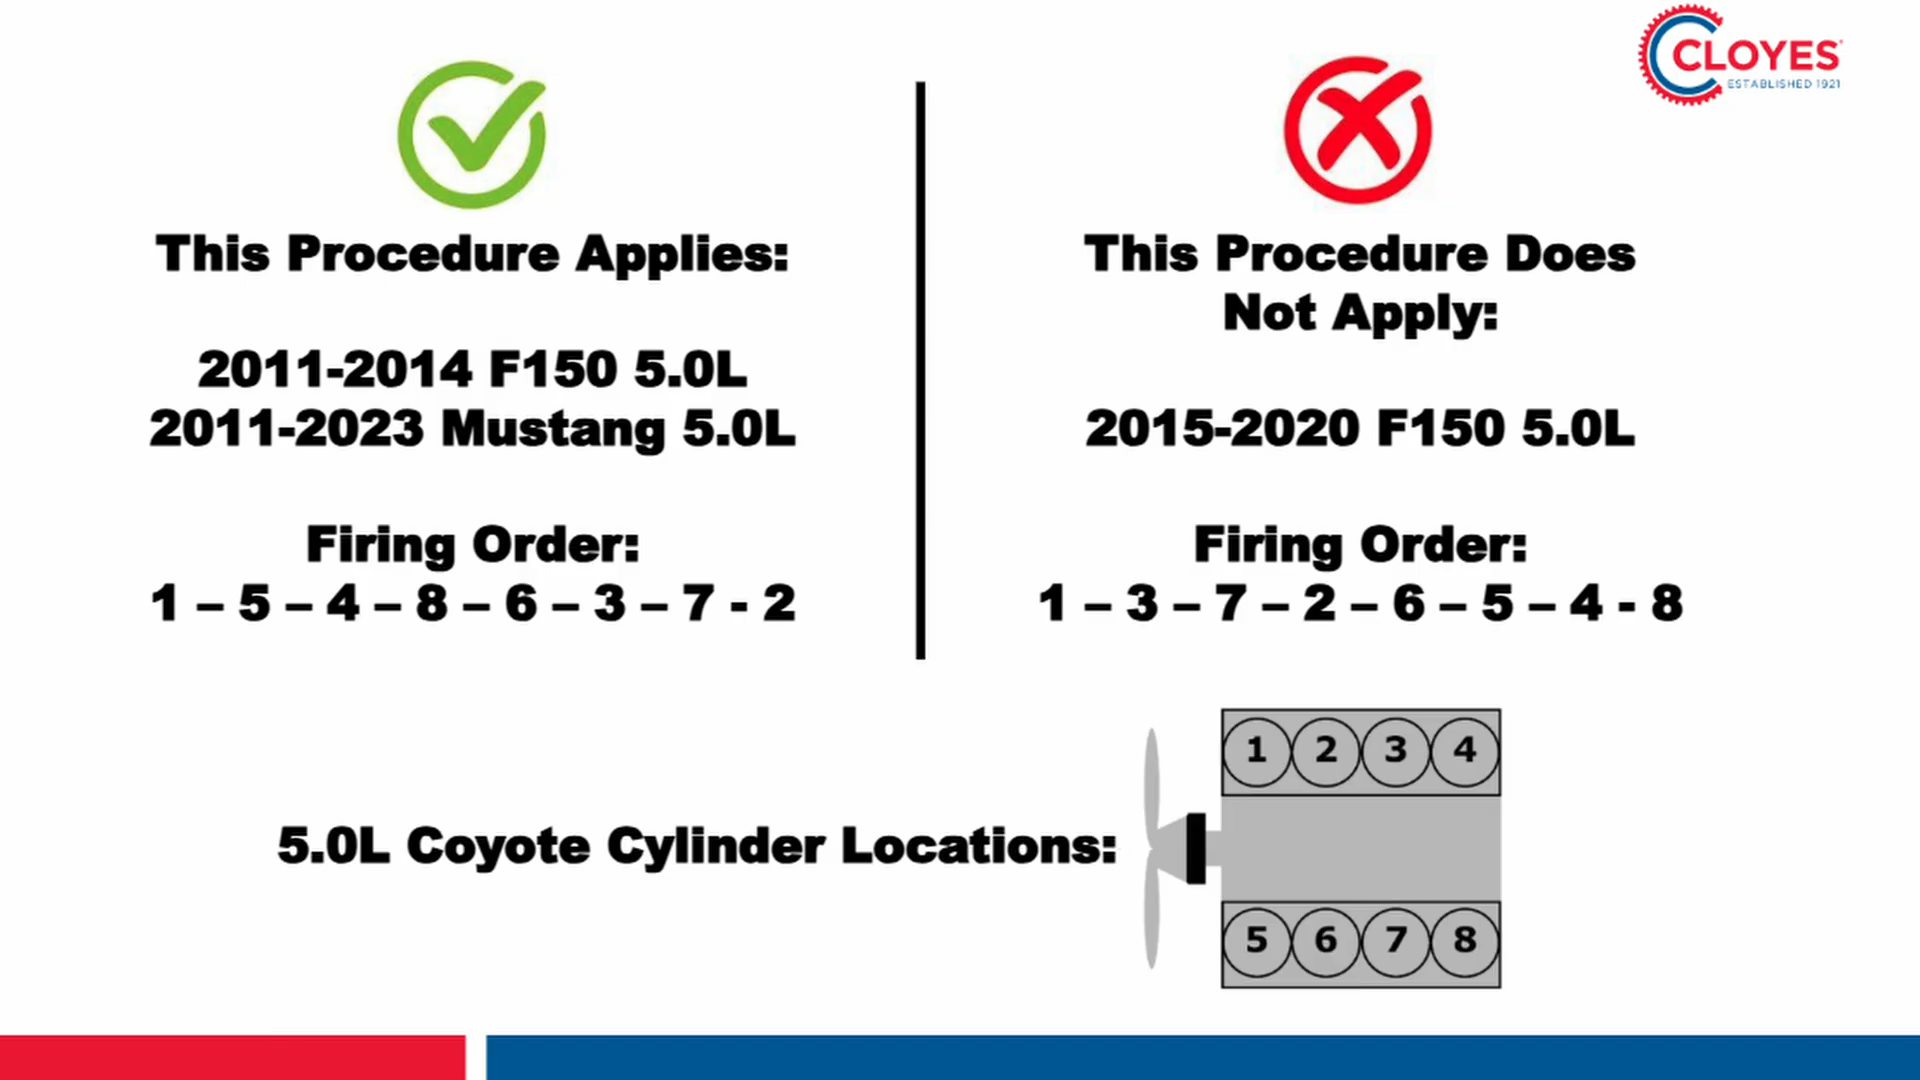 CLOYES
ESTABLISHED 1921
This Procedure Applies:
2011-2014 F150 5.0L
2011-2023 Mustang 5.0L
Firing Order:
1 – 5 – 4 – 8 – 6 – 3 – 7 - 2
This Procedure Does
Not Apply:
2015-2020 F150 5.0L
Firing Order:
1 – 3 – 7 – 2 – 6 – 5 – 4 - 8
5.0L Coyote Cylinder Locations:
1 2 3 4
5 6 7 8